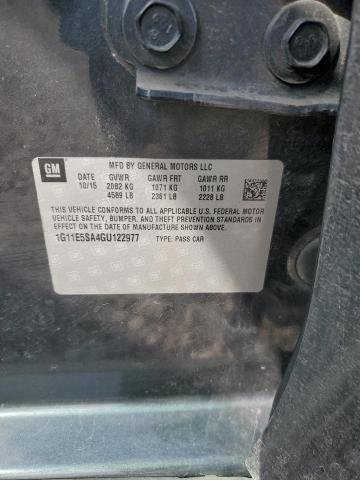 GM
MFD BY GENERAL MOTORS LLC
10/15 GVWR GAWR FRT GAWR RR
2082 KG 1071 KG 1011 KG
4589 LB 2361 LB 2228 LB
THIS VEHICLE CONFORMS TO ALL APPLICABLE U.S. FEDERAL MOTOR
VEHICLE SAFETY, BUMPER, AND THEFT PREVENTION STANDARDS
IN EFFECT ON THE DATE OF MANUFACTURE SHOWN ABOVE.
1G11E5SA4GU122977 TYPE: PASS CAR